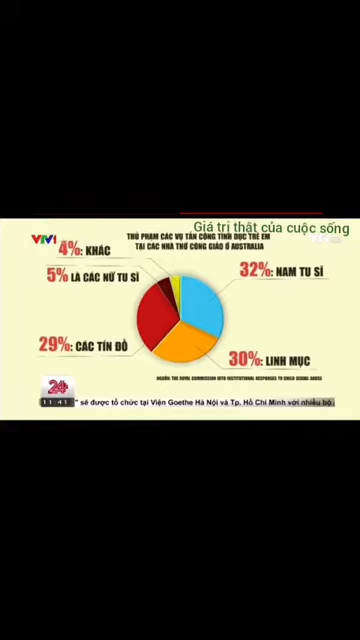 Giá trị thật của cuộc sống
VTV1
THỦ PHẠM CÁC VỤ TẤN CÔNG TÌNH DỤC TRẺ EM
TẠI CÁC NHÀ THỜ CÔNG GIÁO Ở AUSTRALIA
4%: KHÁC
5% LÀ CÁC NỮ TU SĨ
32%: NAM TU SĨ
29%: CÁC TÍN ĐỒ
30%: LINH MỤC
NGUỒN: THE ROYAL COMMISSION INTO INSTITUTIONAL RESPONSES TO CHILD SEXUAL ABUSE
24
11:41
" sẽ được tổ chức tại Viện Goethe Hà Nội và Tp. Hồ Chí Minh với nhiều bộ